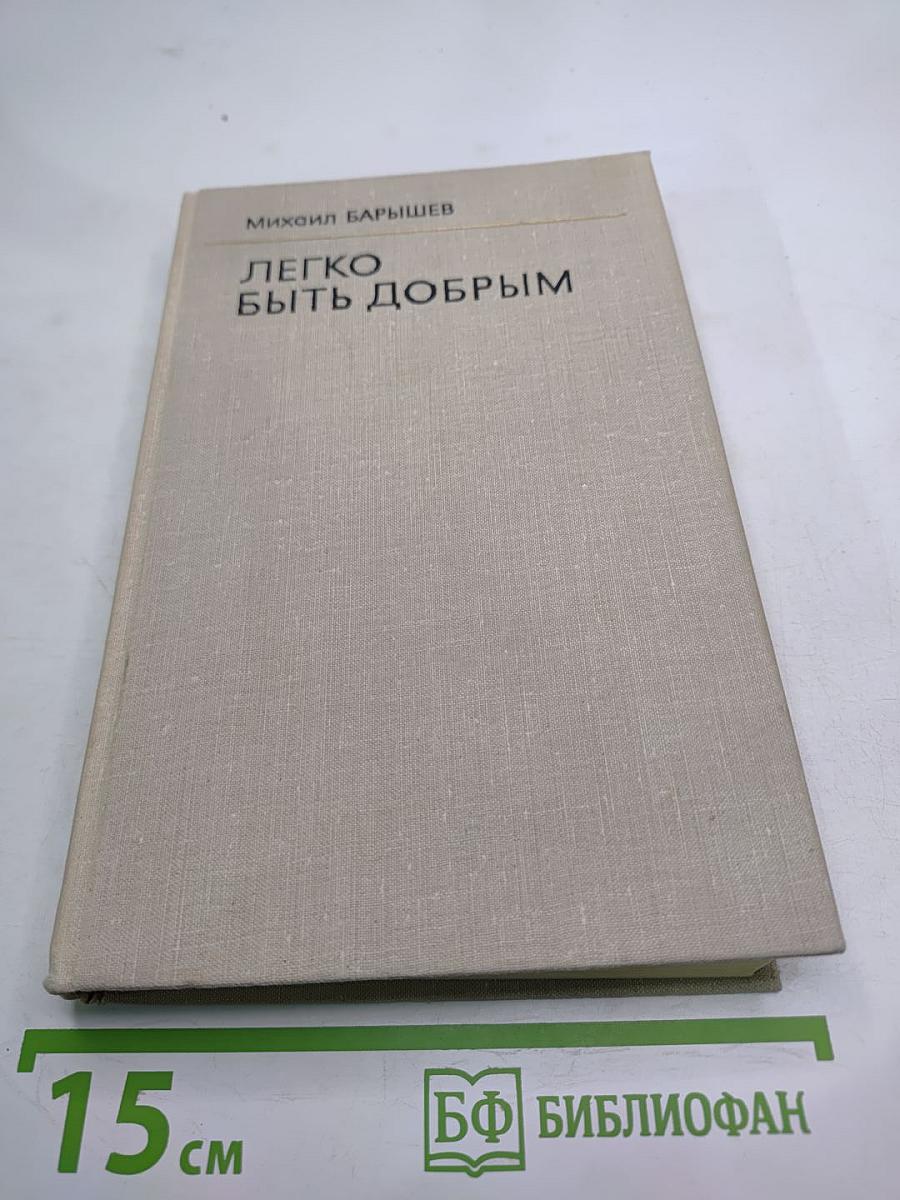 Михаил БАРЫШЕВ
ЛЕГКО
БЫТЬ ДОБРЫМ
15 см
БФ БИБЛИОФАН